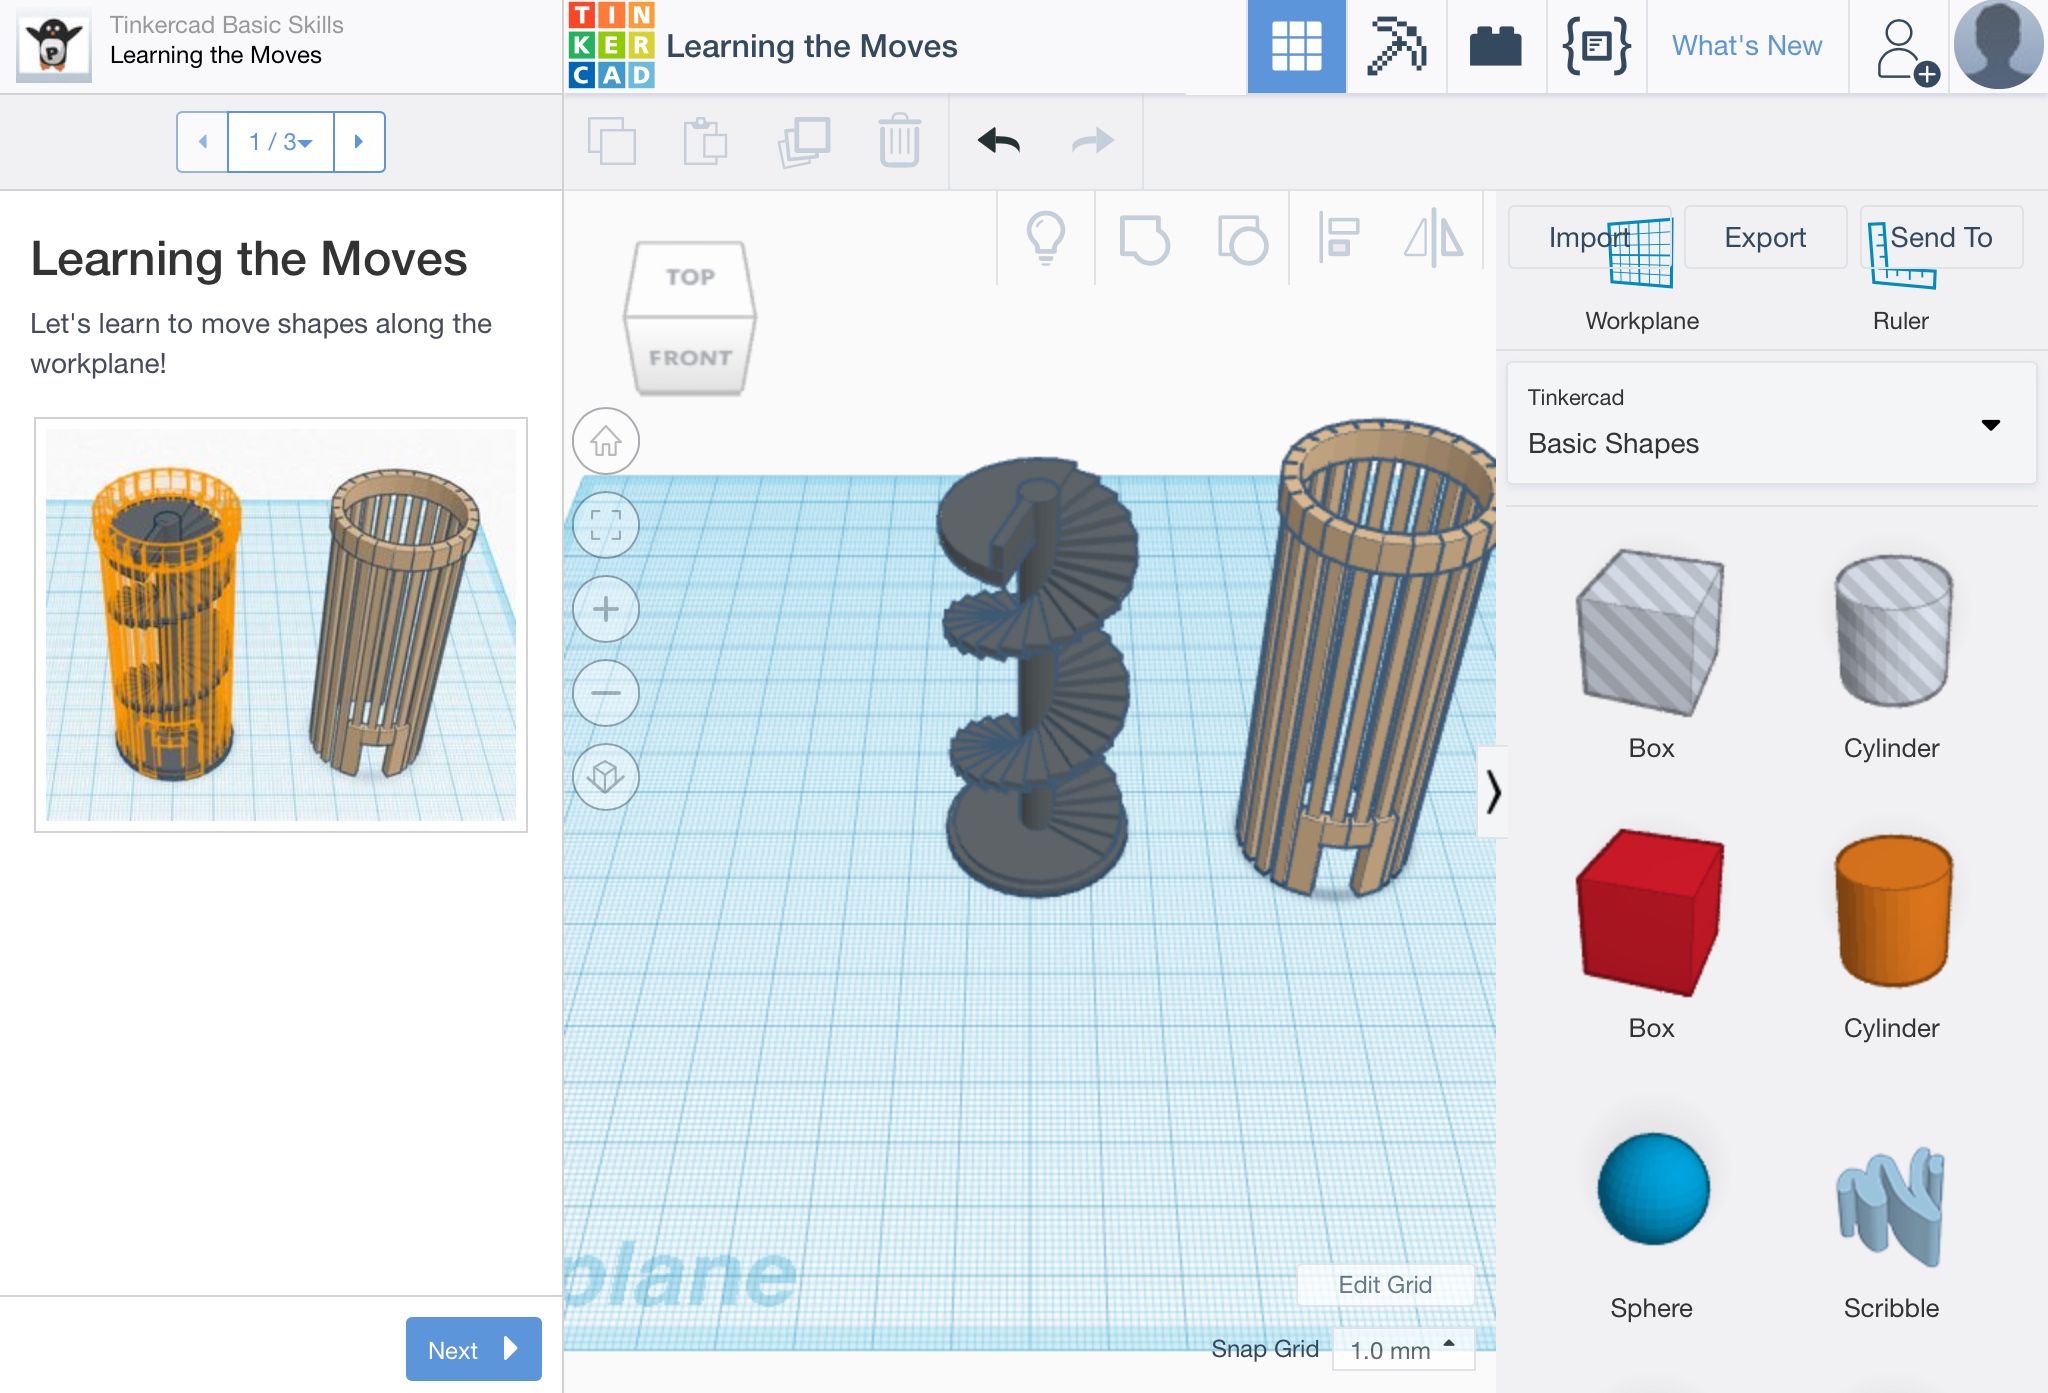 Tinkercad Basic Skills
Learning the Moves
TIN
KER
CAD
Learning the Moves
What's New
1 / 3
Learning the Moves
Let's learn to move shapes along the
workplane!
TOP
FRONT
Import
Export
Send To
Workplane
Ruler
Tinkercad
Basic Shapes
Box
Cylinder
Box
Cylinder
Sphere
Scribble
plane
Edit Grid
Snap Grid
1.0 mm
Next
P